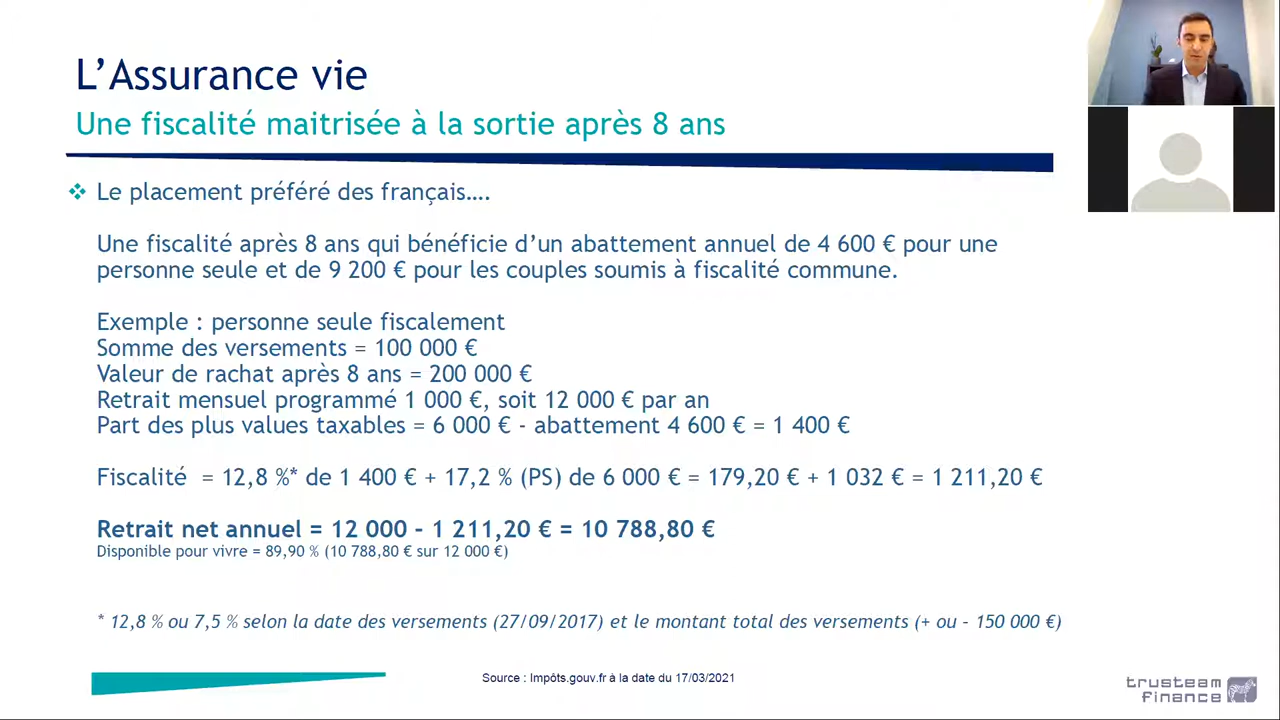 L’Assurance vie
Une fiscalité maitrisée à la sortie après 8 ans
Le placement préféré des français....
Une fiscalité après 8 ans qui bénéficie d’un abattement annuel de 4 600 € pour une
personne seule et de 9 200 € pour les couples soumis à fiscalité commune.
Exemple : personne seule fiscalement
Somme des versements = 100 000 €
Valeur de rachat après 8 ans = 200 000 €
Retrait mensuel programmé 1 000 €, soit 12 000 € par an
Part des plus values taxables = 6 000 € - abattement 4 600 € = 1 400 €
Fiscalité = 12,8 %* de 1 400 € + 17,2 % (PS) de 6 000 € = 179,20 € + 1 032 € = 1 211,20 €
Retrait net annuel = 12 000 - 1 211,20 € = 10 788,80 €
Disponible pour vivre = 89,90 % (10 788,80 € sur 12 000 €)
* 12,8 % ou 7,5 % selon la date des versements (27/09/2017) et le montant total des versements (+ ou - 150 000 €)
Source : Impôts.gouv.fr à la date du 17/03/2021
trusteam
finance